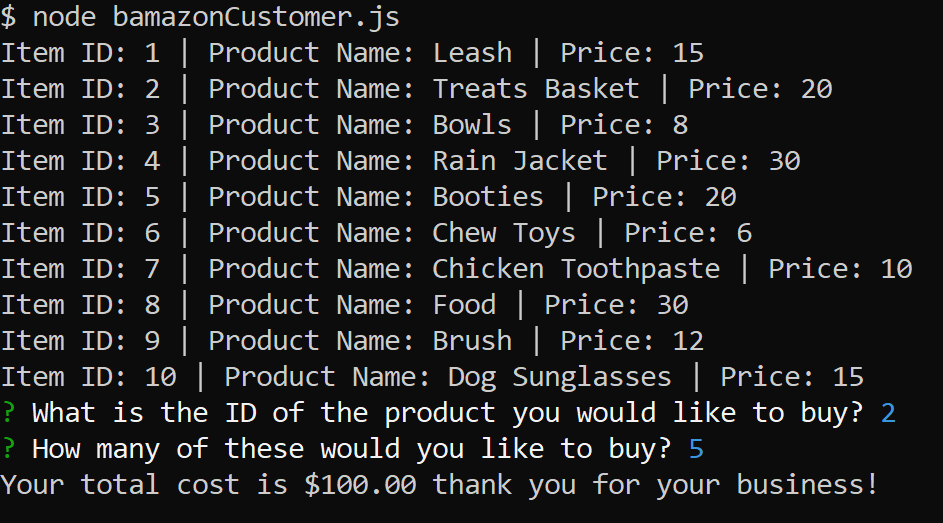 $ node bamazonCustomer.js
Item ID: 1 | Product Name: Leash | Price: 15
Item ID: 2 | Product Name: Treats Basket | Price: 20
Item ID: 3 | Product Name: Bowls | Price: 8
Item ID: 4 | Product Name: Rain Jacket | Price: 30
Item ID: 5 | Product Name: Booties | Price: 20
Item ID: 6 | Product Name: Chew Toys | Price: 6
Item ID: 7 | Product Name: Chicken Toothpaste | Price: 10
Item ID: 8 | Product Name: Food | Price: 30
Item ID: 9 | Product Name: Brush | Price: 12
Item ID: 10 | Product Name: Dog Sunglasses | Price: 15
? What is the ID of the product you would like to buy? 2
? How many of these would you like to buy? 5
Your total cost is $100.00 thank you for your business!